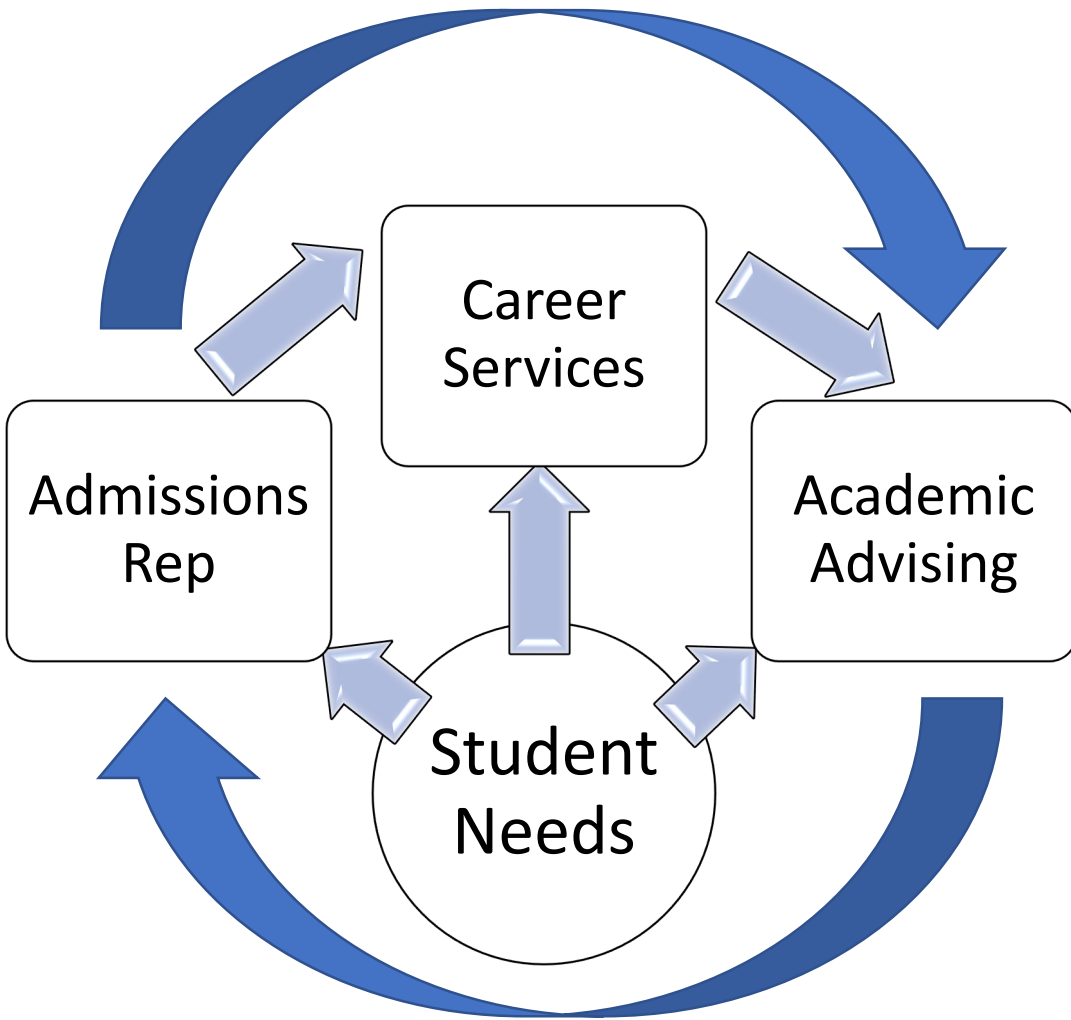 Career
Services
Admissions
Rep
Academic
Advising
Student
Needs